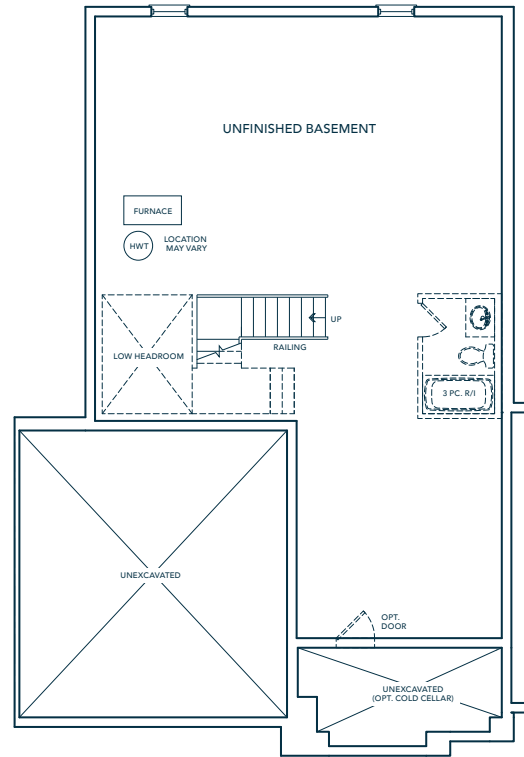 UNFINISHED BASEMENT
FURNACE
HWT
LOCATION
MAY VARY
UP
LOW HEADROOM
RAILING
3 PC. R/I
UNEXCAVATED
OPT.
DOOR
UNEXCAVATED
(OPT. COLD CELLAR)